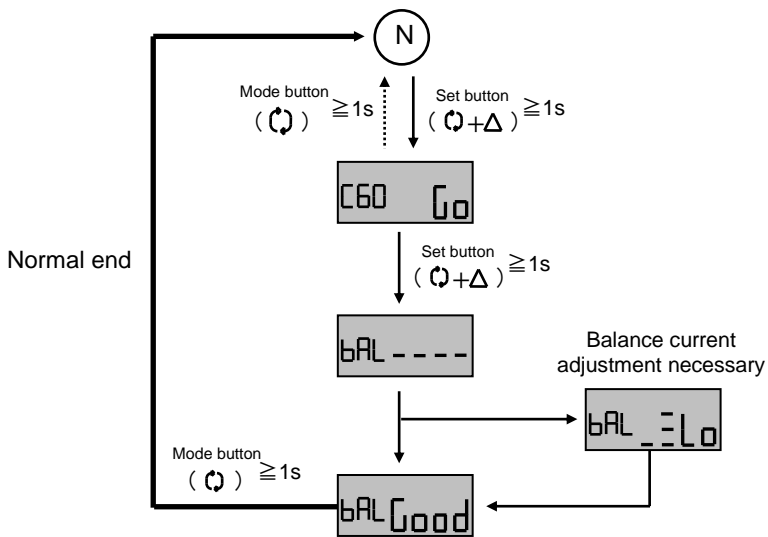 N
Mode button
( ) ≧1s
Set button
( +Δ ) ≧1s
C60 Go
Set button
( +Δ ) ≧1s
Normal end
bAL ----
Balance current
adjustment necessary
bAL _ Lo
Mode button
( ) ≧1s
bAL Good